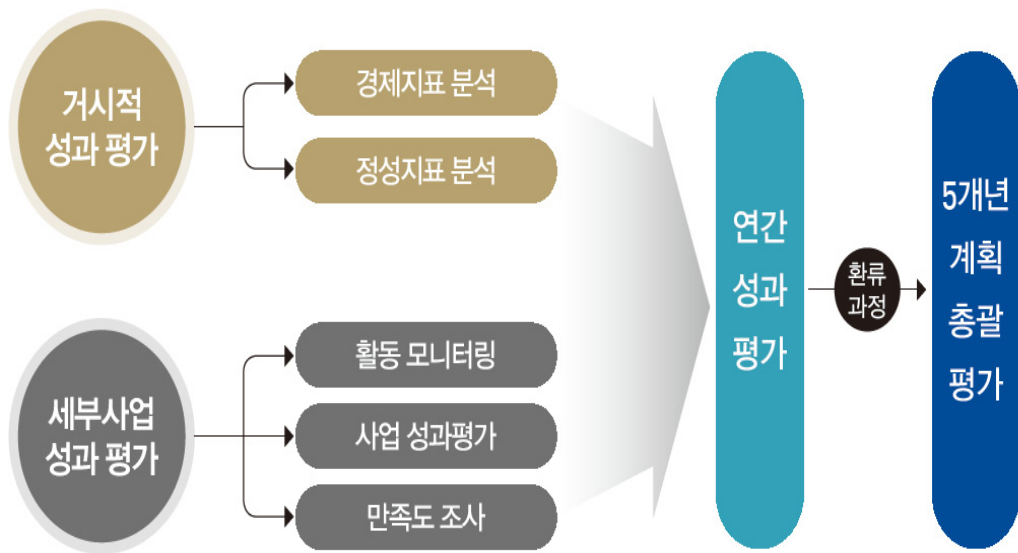 거시적
성과 평가
경제지표 분석
정성지표 분석
세부사업
성과 평가
활동 모니터링
사업 성과평가
만족도 조사
연간
성과
평가
환류
과정
5개년
계획
총괄
평가